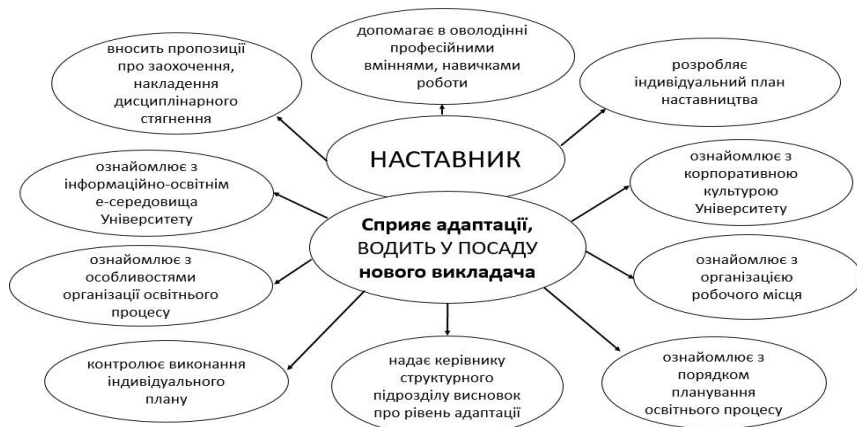 вносить пропозиції
про заохочення,
накладення
дисциплінарного
стягнення
допомагає в оволодінні
професійними
вміннями, навичками
роботи
розробляє
індивідуальний план
наставництва
НАСТАВНИК
ознайомлює з
інформаційно-освітнім
е-середовища
Університету
ознайомлює з
корпоративною
культурою
Університету
Сприяє адаптації,
ВОДИТЬ У ПОСАДУ
нового викладача
ознайомлює з
особливостями
організації освітнього
процесу
ознайомлює з
організацією
робочого місця
контролює виконання
індивідуального
плану
надає керівнику
структурного
підрозділу висновок
про рівень адаптації
ознайомлює з
порядком
планування
освітнього процесу